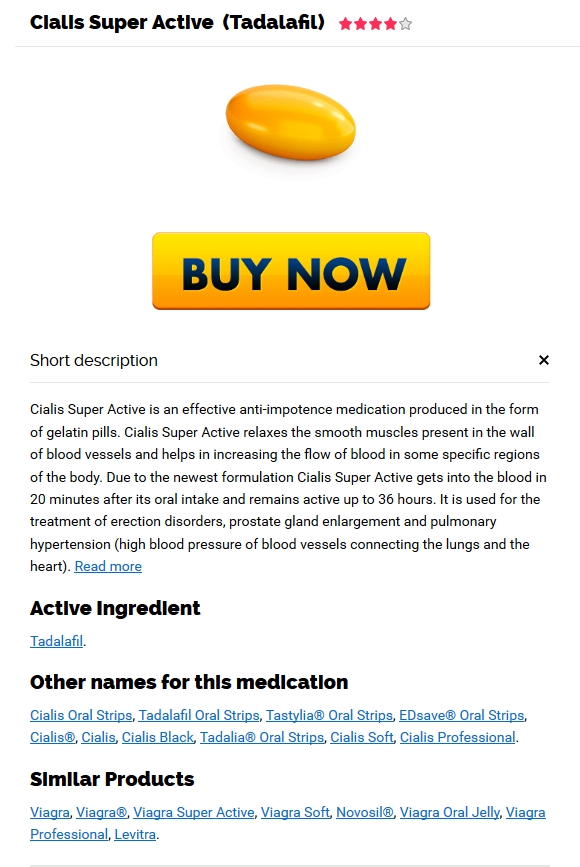 Cialis Super Active (Tadalafil)
BUY NOW
Short description ×
Cialis Super Active is an effective anti-impotence medication produced in the form
of gelatin pills. Cialis Super Active relaxes the smooth muscles present in the wall
of blood vessels and helps in increasing the flow of blood in some specific regions
of the body. Due to the newest formulation Cialis Super Active gets into the blood in
20 minutes after its oral intake and remains active up to 36 hours. It is used for the
treatment of erection disorders, prostate gland enlargement and pulmonary
hypertension (high blood pressure of blood vessels connecting the lungs and the
heart). Read more
Active Ingredient
Tadalafil.
Other names for this medication
Cialis Oral Strips, Tadalafil Oral Strips, Tastylia® Oral Strips, EDsave® Oral Strips,
Cialis®, Cialis, Cialis Black, Tadalia® Oral Strips, Cialis Soft, Cialis Professional.
Similar Products
Viagra, Viagra®, Viagra Super Active, Viagra Soft, Novosil®, Viagra Oral Jelly, Viagra
Professional, Levitra.